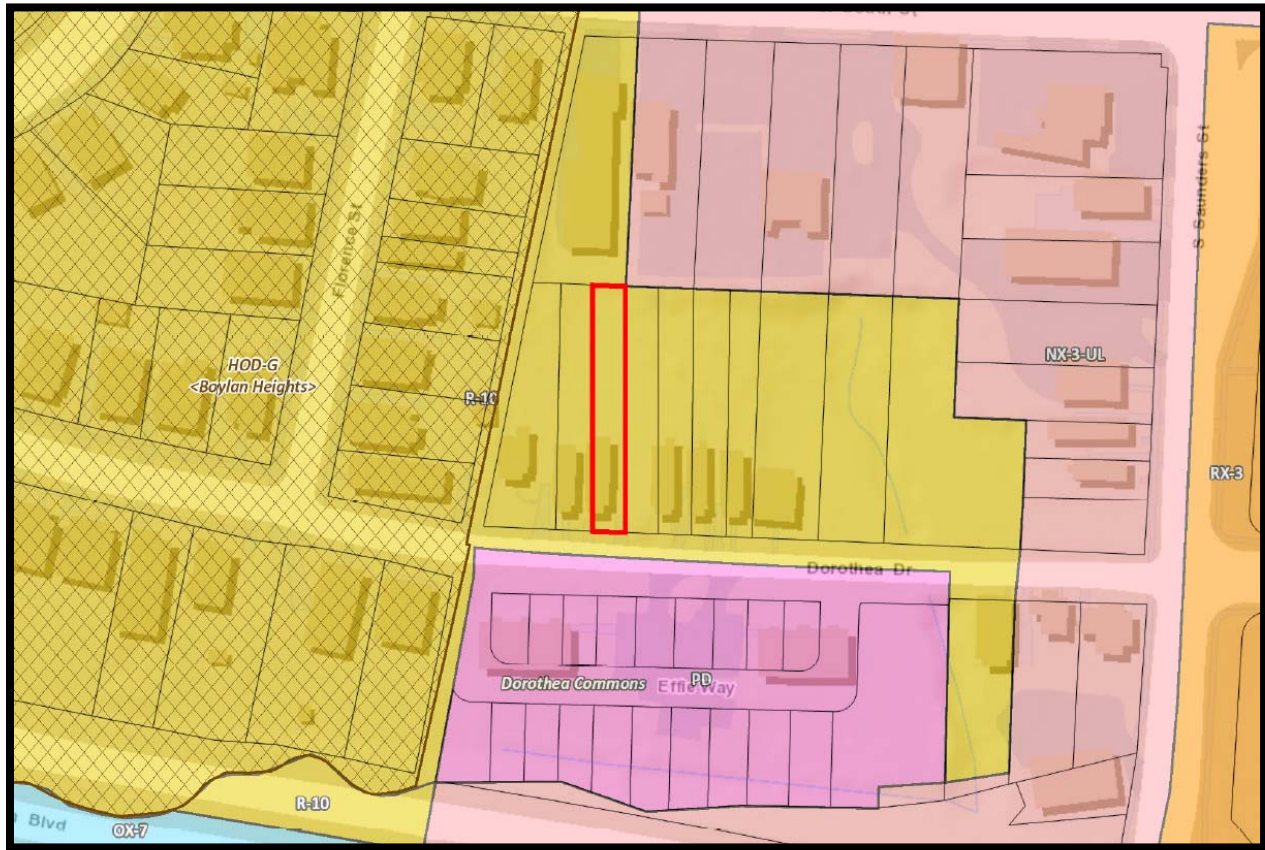 S Saunders St
Florence St
NX-3-UL
HOD-G
<Boylan Heights>
R-10
RX-3
Dorothea Dr
PD
Dorothea Commons
Effie Way
R-10
Blvd
OX-7